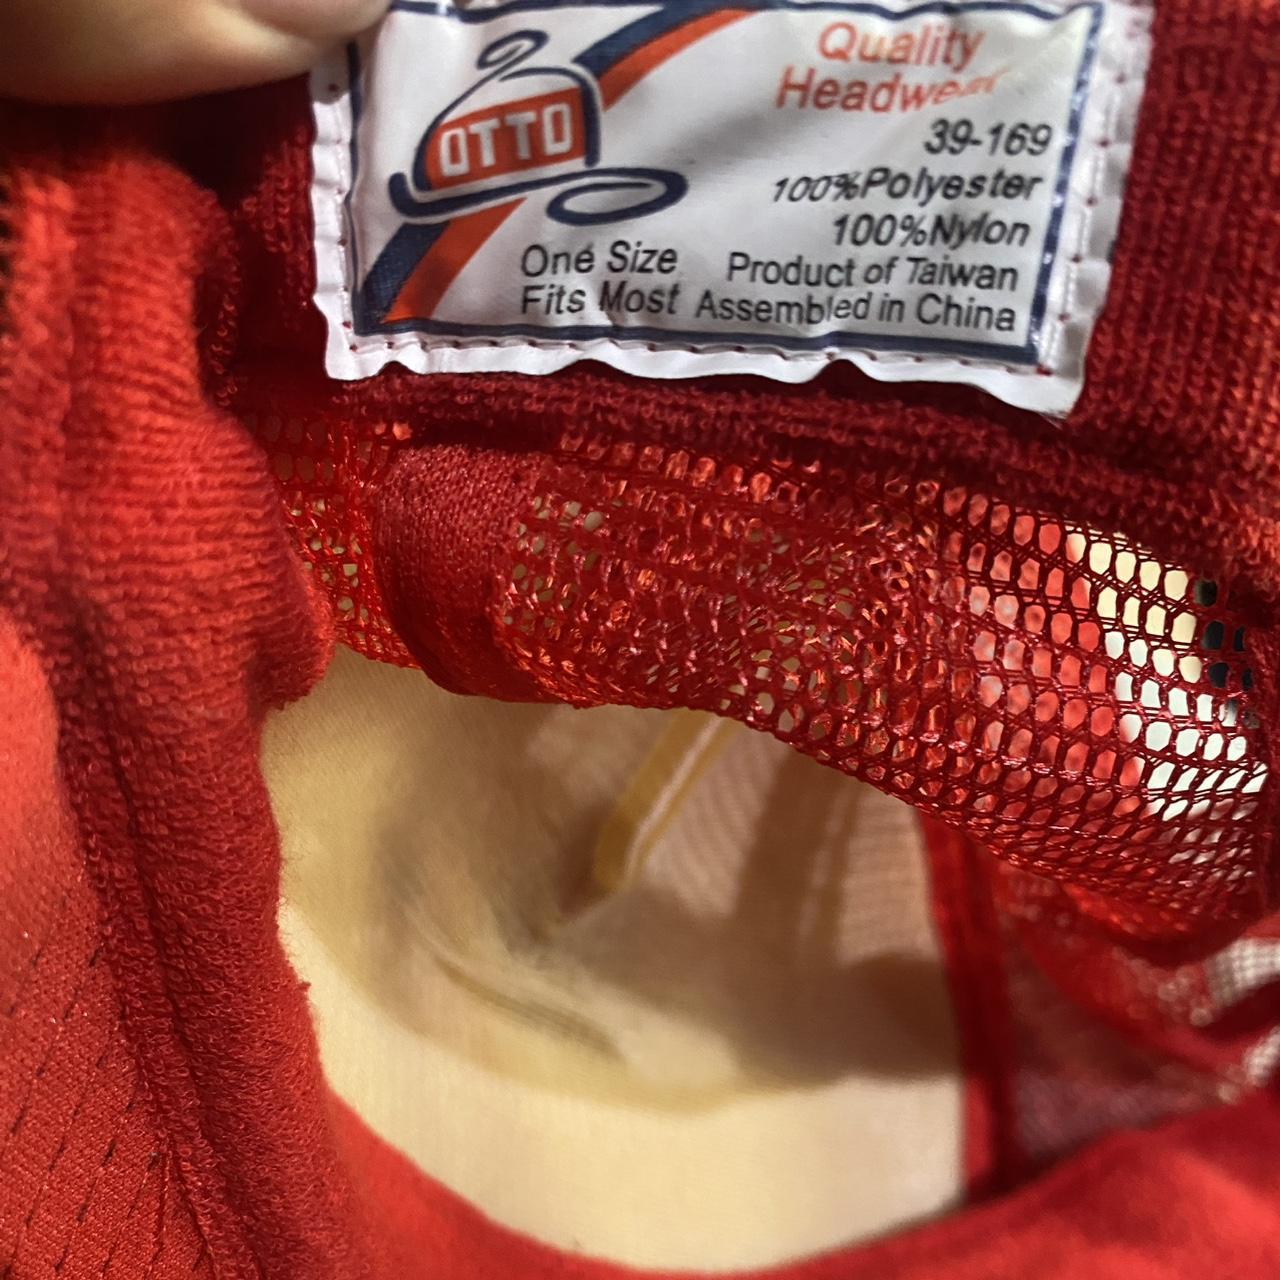 OTTO
Quality
Headwear
39-169
100%Polyester
100%Nylon
One Size
Fits Most
Product of Taiwan
Assembled in China